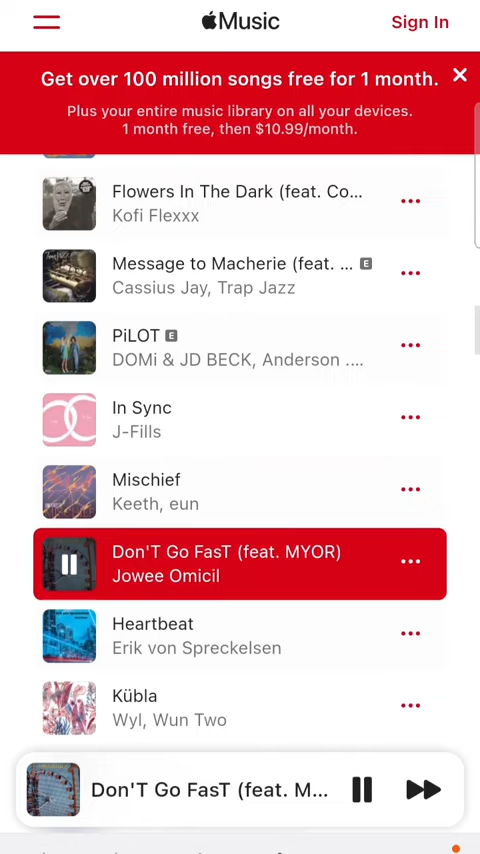 Music
Sign In
Get over 100 million songs free for 1 month.
Plus your entire music library on all your devices.
1 month free, then $10.99/month.
Flowers In The Dark (feat. Co...
Kofi Flexxx
Message to Macherie (feat. ... E
Cassius Jay, Trap Jazz
PiLOT E
DOMi & JD BECK, Anderson ....
In Sync
J-Fills
Mischief
Keeth, eun
Don'T Go FasT (feat. MYOR)
Jowee Omicil
Heartbeat
Erik von Spreckelsen
Kübla
Wyl, Wun Two
Don'T Go FasT (feat. M...